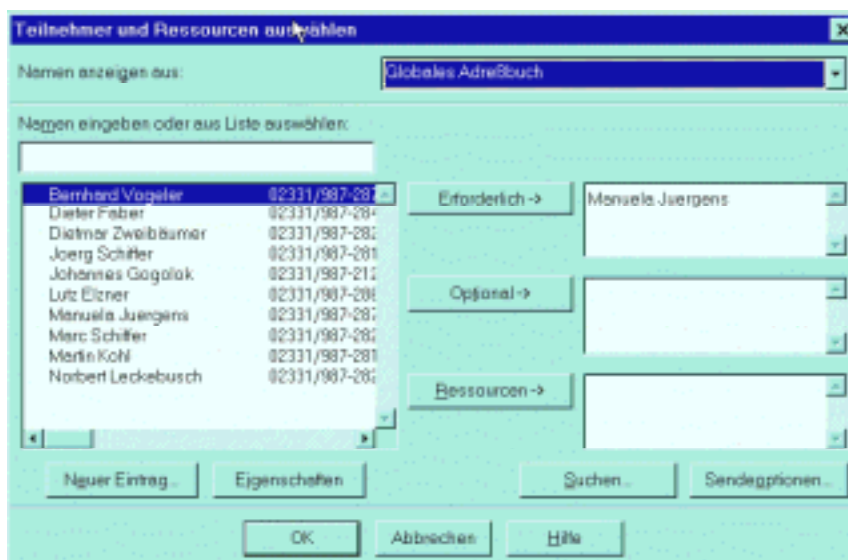 Teilnehmer und Ressourcen auswählen
Namen anzeigen aus: Globales Adreßbuch
Namen eingeben oder aus Liste auswählen:
Bernhard Vogeler 02331/987-287
Dieter Faber 02331/987-284
Dietmar Zweibäumer 02331/987-282
Joerg Schiffer 02331/987-281
Johannes Gogolok 02331/987-212
Lutz Elzner 02331/987-286
Manuela Juergens 02331/987-287
Marc Schiffer 02331/987-282
Martin Kohl 02331/987-281
Norbert Leckebusch 02331/987-282
Erforderlich ->
Manuela Juergens
Optional ->
Ressourcen ->
Neuer Eintrag...
Eigenschaften
Suchen...
Sendeoptionen...
OK
Abbrechen
Hilfe